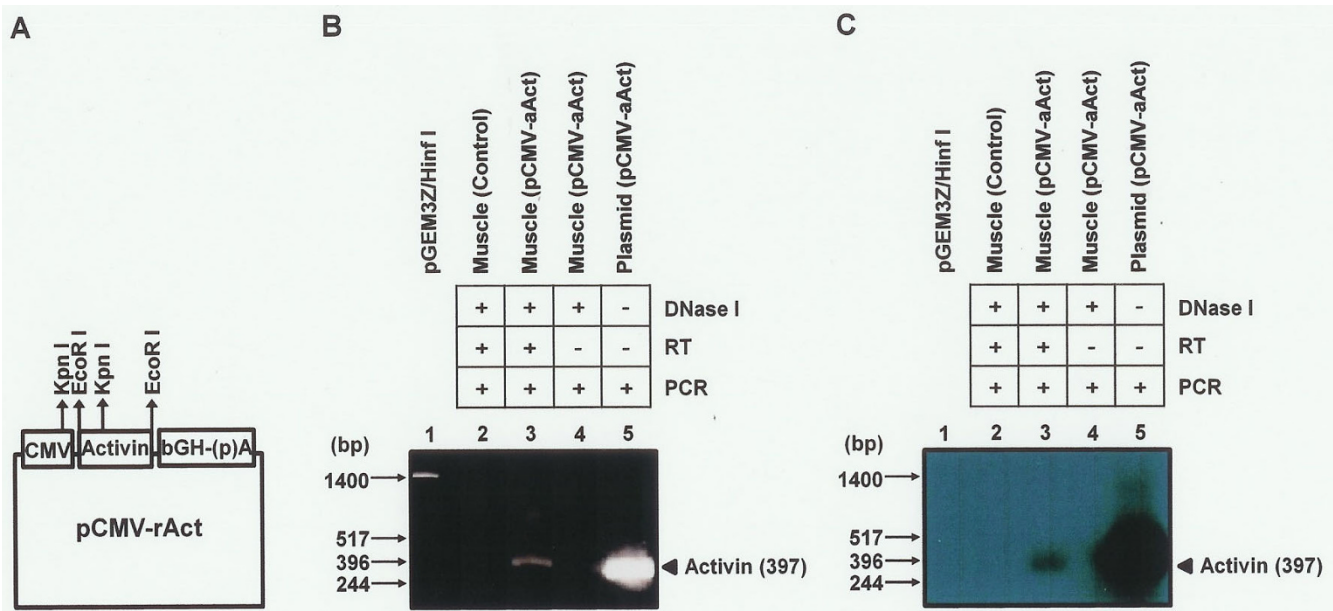 A
Kpn I
EcoR I
Kpn I
EcoR I
CMV
Activin
bGH-(p)A
pCMV-rAct
B
pGEM3Z/Hinf I
Muscle (Control)
Muscle (pCMV-aAct)
Muscle (pCMV-aAct)
Plasmid (pCMV-aAct)
+ + + - DNase I
+ + - - RT
+ + + + PCR
(bp) 1 2 3 4 5
1400
517
396
244
Activin (397)
C
pGEM3Z/Hinf I
Muscle (Control)
Muscle (pCMV-aAct)
Muscle (pCMV-aAct)
Plasmid (pCMV-aAct)
+ + + - DNase I
+ + - - RT
+ + + + PCR
(bp) 1 2 3 4 5
1400
517
396
244
Activin (397)